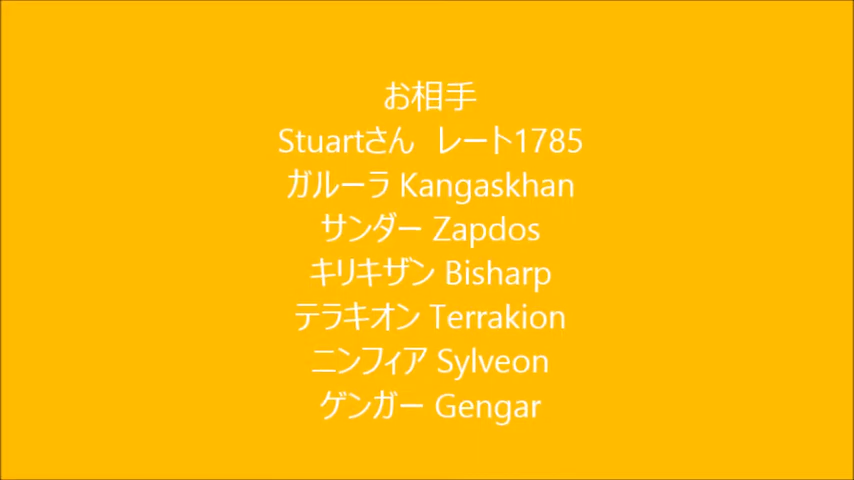 お相手
Stuartさん　レート1785
ガルーラ Kangaskhan
サンダー Zapdos
キリキザン Bisharp
テラキオン Terrakion
ニンフィア Sylveon
ゲンガー Gengar